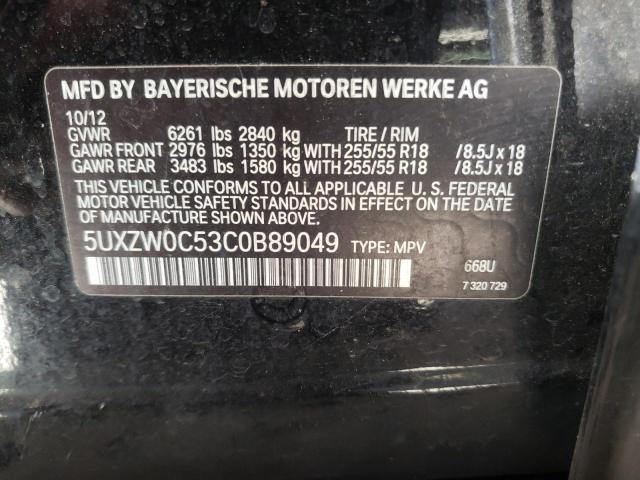 MFD BY BAYERISCHE MOTOREN WERKE AG
10/12
GVWR 6261 lbs 2840 kg TIRE / RIM
GAWR FRONT 2976 lbs 1350 kg WITH 255/55 R18 /8.5J x 18
GAWR REAR 3483 lbs 1580 kg WITH 255/55 R18 /8.5J x 18
THIS VEHICLE CONFORMS TO ALL APPLICABLE U. S. FEDERAL
MOTOR VEHICLE SAFETY STANDARDS IN EFFECT ON THE DATE
OF MANUFACTURE SHOWN ABOVE.
5UXZW0C53C0B89049 TYPE: MPV
668U
7 320 729